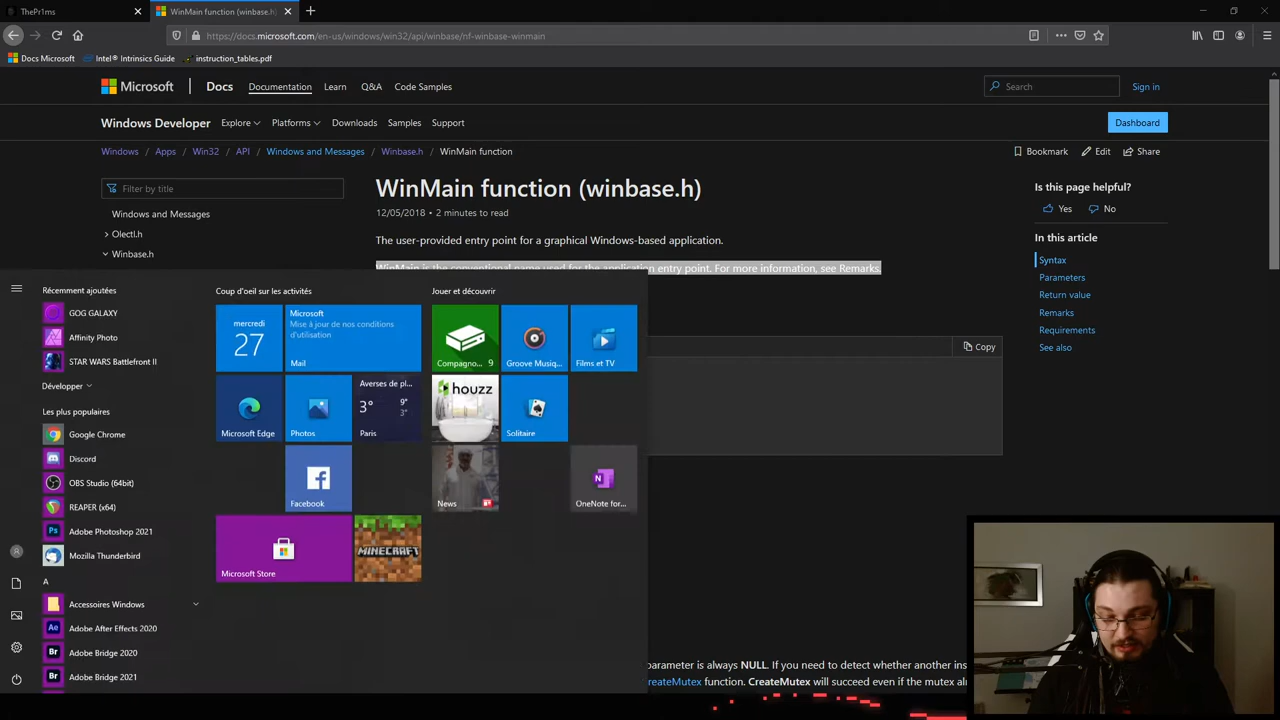 ThePr1ms
WinMain function (winbase.h)
https://docs.microsoft.com/en-us/windows/win32/api/winbase/nf-winbase-winmain
Docs Microsoft
Intel® Intrinsics Guide
instruction_tables.pdf
Microsoft
Docs
Documentation
Learn
Q&A
Code Samples
Search
Sign in
Windows Developer
Explore
Platforms
Downloads
Samples
Support
Dashboard
Windows / Apps / Win32 / API / Windows and Messages / Winbase.h / WinMain function
Bookmark
Edit
Share
Filter by title
Windows and Messages
Olectl.h
Winbase.h
WinMain function (winbase.h)
12/05/2018 • 2 minutes to read
The user-provided entry point for a graphical Windows-based application.
WinMain is the conventional name used for the application entry point. For more information, see Remarks.
Is this page helpful?
Yes
No
In this article
Syntax
Parameters
Return value
Remarks
Requirements
See also
Copy
Récemment ajoutées
GOG GALAXY
Affinity Photo
STAR WARS Battlefront II
Développer
Les plus populaires
Google Chrome
Discord
OBS Studio (64bit)
REAPER (x64)
Adobe Photoshop 2021
Mozilla Thunderbird
A
Accessoires Windows
Adobe After Effects 2020
Adobe Bridge 2020
Adobe Bridge 2021
Coup d'oeil sur les activités
mercredi
27
Microsoft
Mise à jour de nos conditions
d'utilisation
Mail
Microsoft Edge
Photos
Averses de pl...
3°
9°
3°
Paris
Facebook
Microsoft Store
MINECRAFT
Jouer et découvrir
Compagno...
9
Groove Musiq...
Films et TV
houzz
Solitaire
News
OneNote for...
parameter is always NULL. If you need to detect whether another ins
reateMutex function. CreateMutex will succeed even if the mutex alr